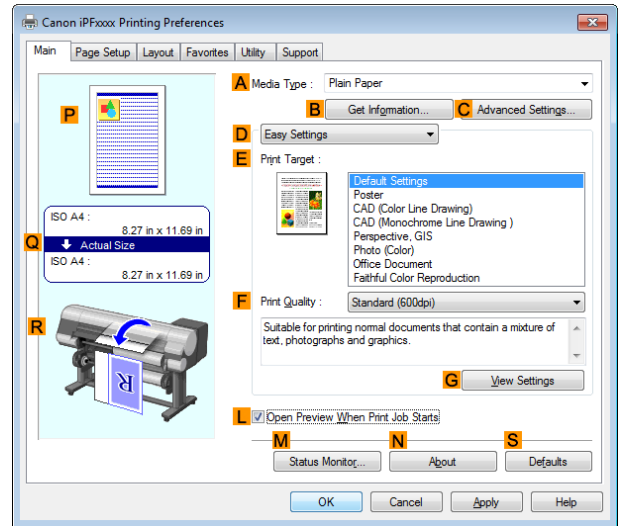 Canon iPFxxxx Printing Preferences
Main Page Setup Layout Favorites Utility Support
A Media Type : Plain Paper
B Get Information... C Advanced Settings...
D Easy Settings
E Print Target :
Default Settings
Poster
CAD (Color Line Drawing)
CAD (Monochrome Line Drawing )
Perspective, GIS
Photo (Color)
Office Document
Faithful Color Reproduction
F Print Quality : Standard (600dpi)
Suitable for printing normal documents that contain a mixture of
text, photographs and graphics.
G View Settings
L Open Preview When Print Job Starts
M N S
Status Monitor... About Defaults
P
ISO A4 :
8.27 in x 11.69 in
Q Actual Size
ISO A4 :
8.27 in x 11.69 in
R
R
OK Cancel Apply Help